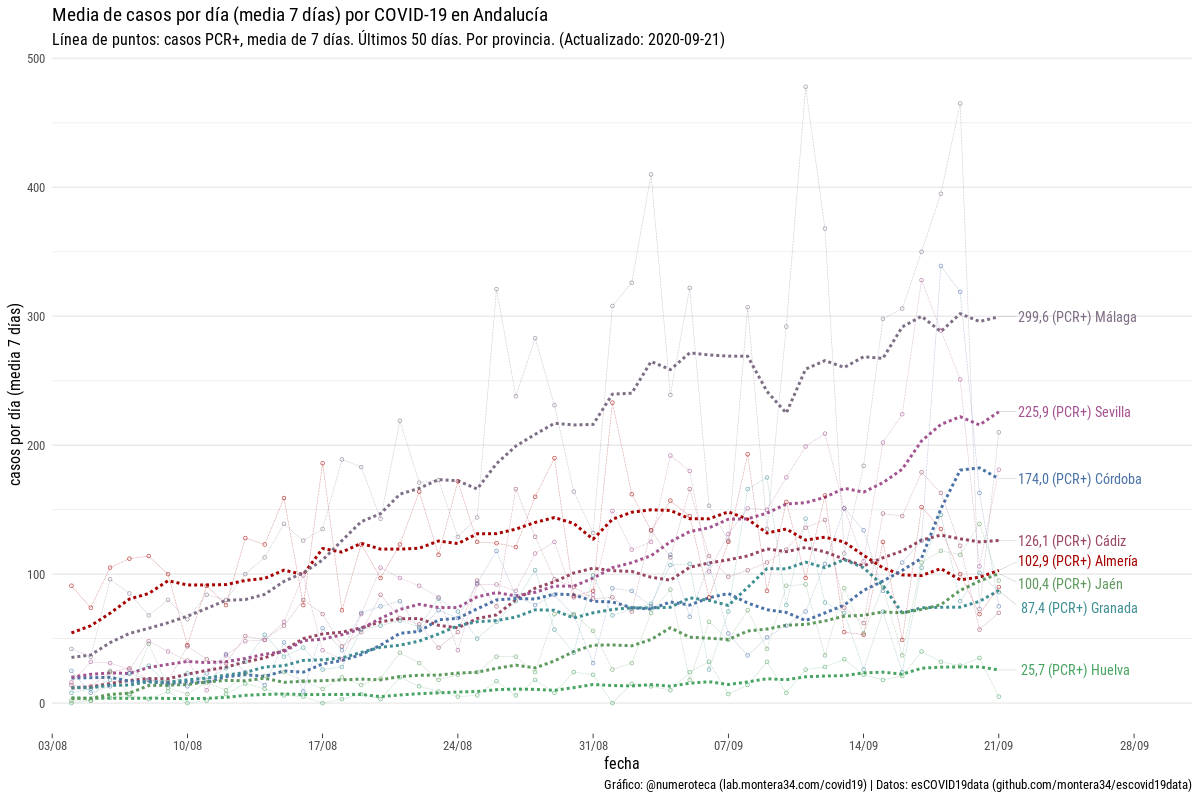 Media de casos por día (media 7 días) por COVID-19 en Andalucía
Línea de puntos: casos PCR+, media de 7 días. Últimos 50 días. Por provincia. (Actualizado: 2020-09-21)
casos por día (media 7 días)
500
400
300
200
100
0
299,6 (PCR+) Málaga
225,9 (PCR+) Sevilla
174,0 (PCR+) Córdoba
126,1 (PCR+) Cádiz
102,9 (PCR+) Almería
100,4 (PCR+) Jaén
87,4 (PCR+) Granada
25,7 (PCR+) Huelva
03/08 10/08 17/08 24/08 31/08 07/09 14/09 21/09 28/09
fecha
Gráfico: @numeroteca (lab.montera34.com/covid19) | Datos: esCOVID19data (github.com/montera34/escovid19data)